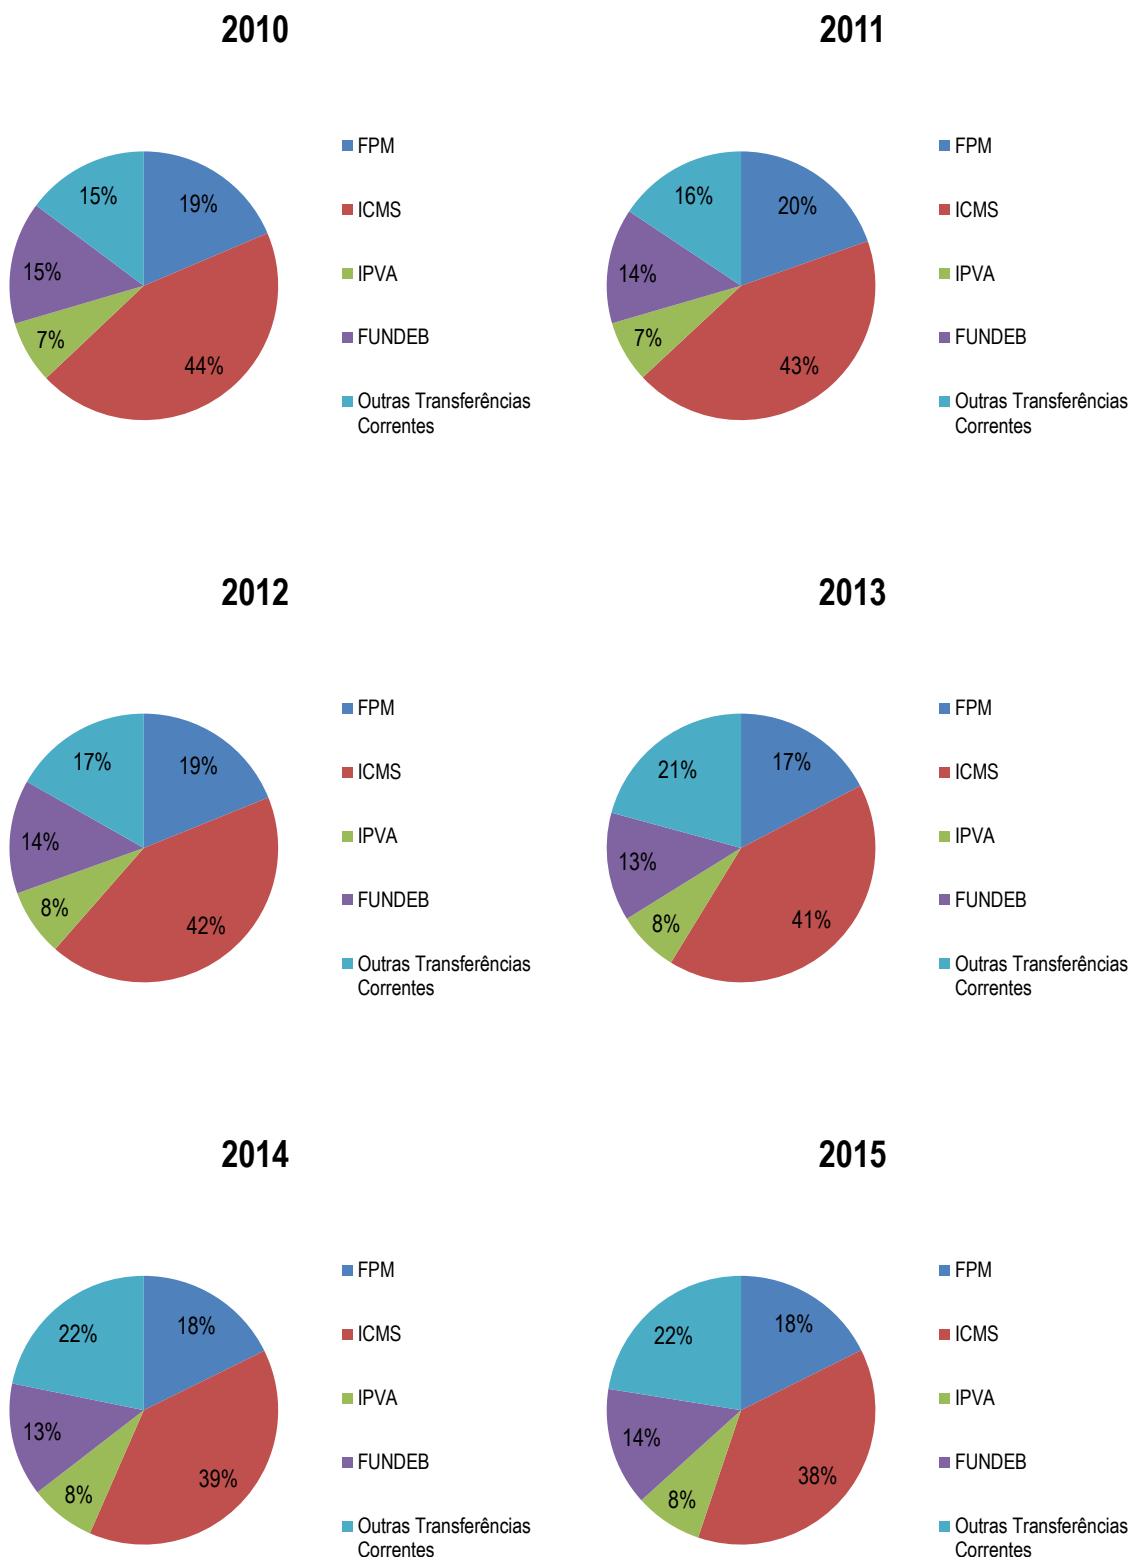 2010
FPM
ICMS
IPVA
FUNDEB
Outras Transferências
Correntes
19%
44%
7%
15%
15%
2011
FPM
ICMS
IPVA
FUNDEB
Outras Transferências
Correntes
20%
43%
7%
14%
16%
2012
FPM
ICMS
IPVA
FUNDEB
Outras Transferências
Correntes
19%
42%
8%
14%
17%
2013
FPM
ICMS
IPVA
FUNDEB
Outras Transferências
Correntes
17%
41%
8%
13%
21%
2014
FPM
ICMS
IPVA
FUNDEB
Outras Transferências
Correntes
18%
39%
8%
13%
22%
2015
FPM
ICMS
IPVA
FUNDEB
Outras Transferências
Correntes
18%
38%
8%
14%
22%